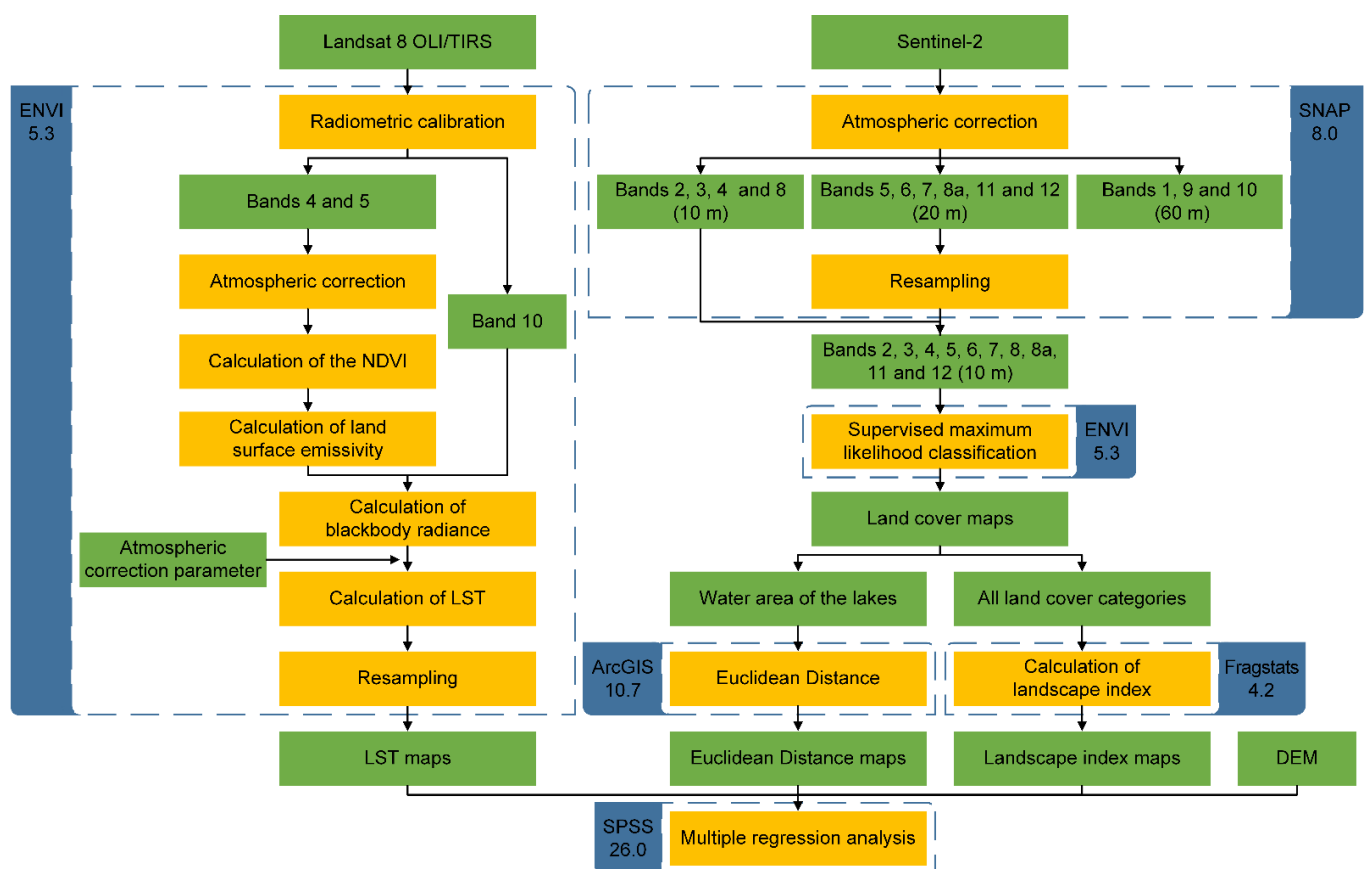 Landsat 8 OLI/TIRS
Sentinel-2
ENVI
5.3
Radiometric calibration
Atmospheric correction
SNAP
8.0
Bands 4 and 5
Bands 2, 3, 4 and 8
(10 m)
Bands 5, 6, 7, 8a, 11 and 12
(20 m)
Bands 1, 9 and 10
(60 m)
Atmospheric correction
Resampling
Band 10
Calculation of the NDVI
Bands 2, 3, 4, 5, 6, 7, 8, 8a,
11 and 12 (10 m)
Calculation of land
surface emissivity
Supervised maximum
likelihood classification
ENVI
5.3
Calculation of
blackbody radiance
Land cover maps
Atmospheric
correction parameter
Calculation of LST
Water area of the lakes
All land cover categories
Resampling
ArcGIS
10.7
Euclidean Distance
Calculation of
landscape index
Fragstats
4.2
LST maps
Euclidean Distance maps
Landscape index maps
DEM
SPSS
26.0
Multiple regression analysis